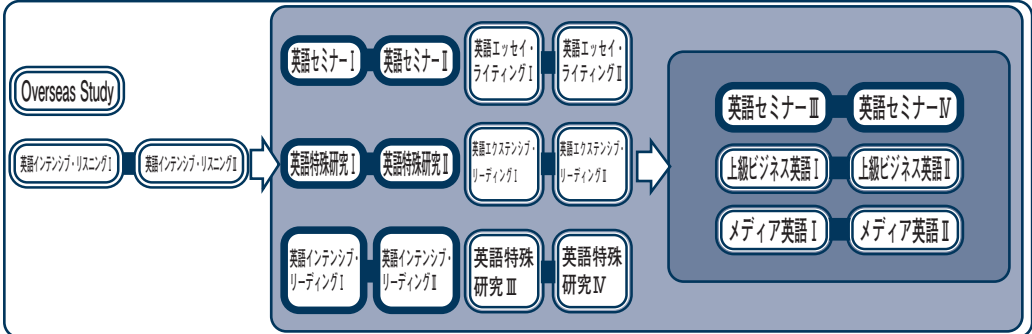 Overseas Study
英語インテンシブ・リスニングⅠ
英語インテンシブ・リスニングⅡ
英語セミナーⅠ
英語セミナーⅡ
英語エッセイ・
ライティングⅠ
英語エッセイ・
ライティングⅡ
英語特殊研究Ⅰ
英語特殊研究Ⅱ
英語エクステンシブ・
リーディングⅠ
英語エクステンシブ・
リーディングⅡ
英語インテンシブ・
リーディングⅠ
英語インテンシブ・
リーディングⅡ
英語特殊
研究Ⅲ
英語特殊
研究Ⅳ
英語セミナーⅢ
英語セミナーⅣ
上級ビジネス英語Ⅰ
上級ビジネス英語Ⅱ
メディア英語Ⅰ
メディア英語Ⅱ